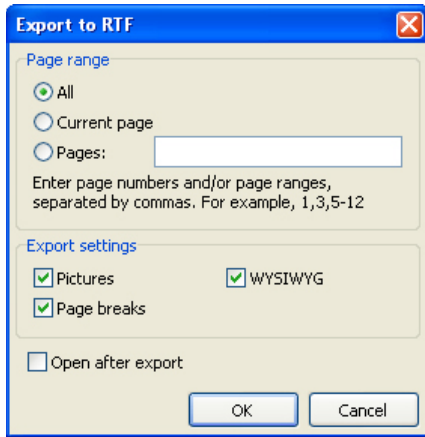 Export to RTF
Page range
All
Current page
Pages:
Enter page numbers and/or page ranges,
separated by commas. For example, 1,3,5-12
Export settings
Pictures WYSIWYG
Page breaks
Open after export
OK Cancel